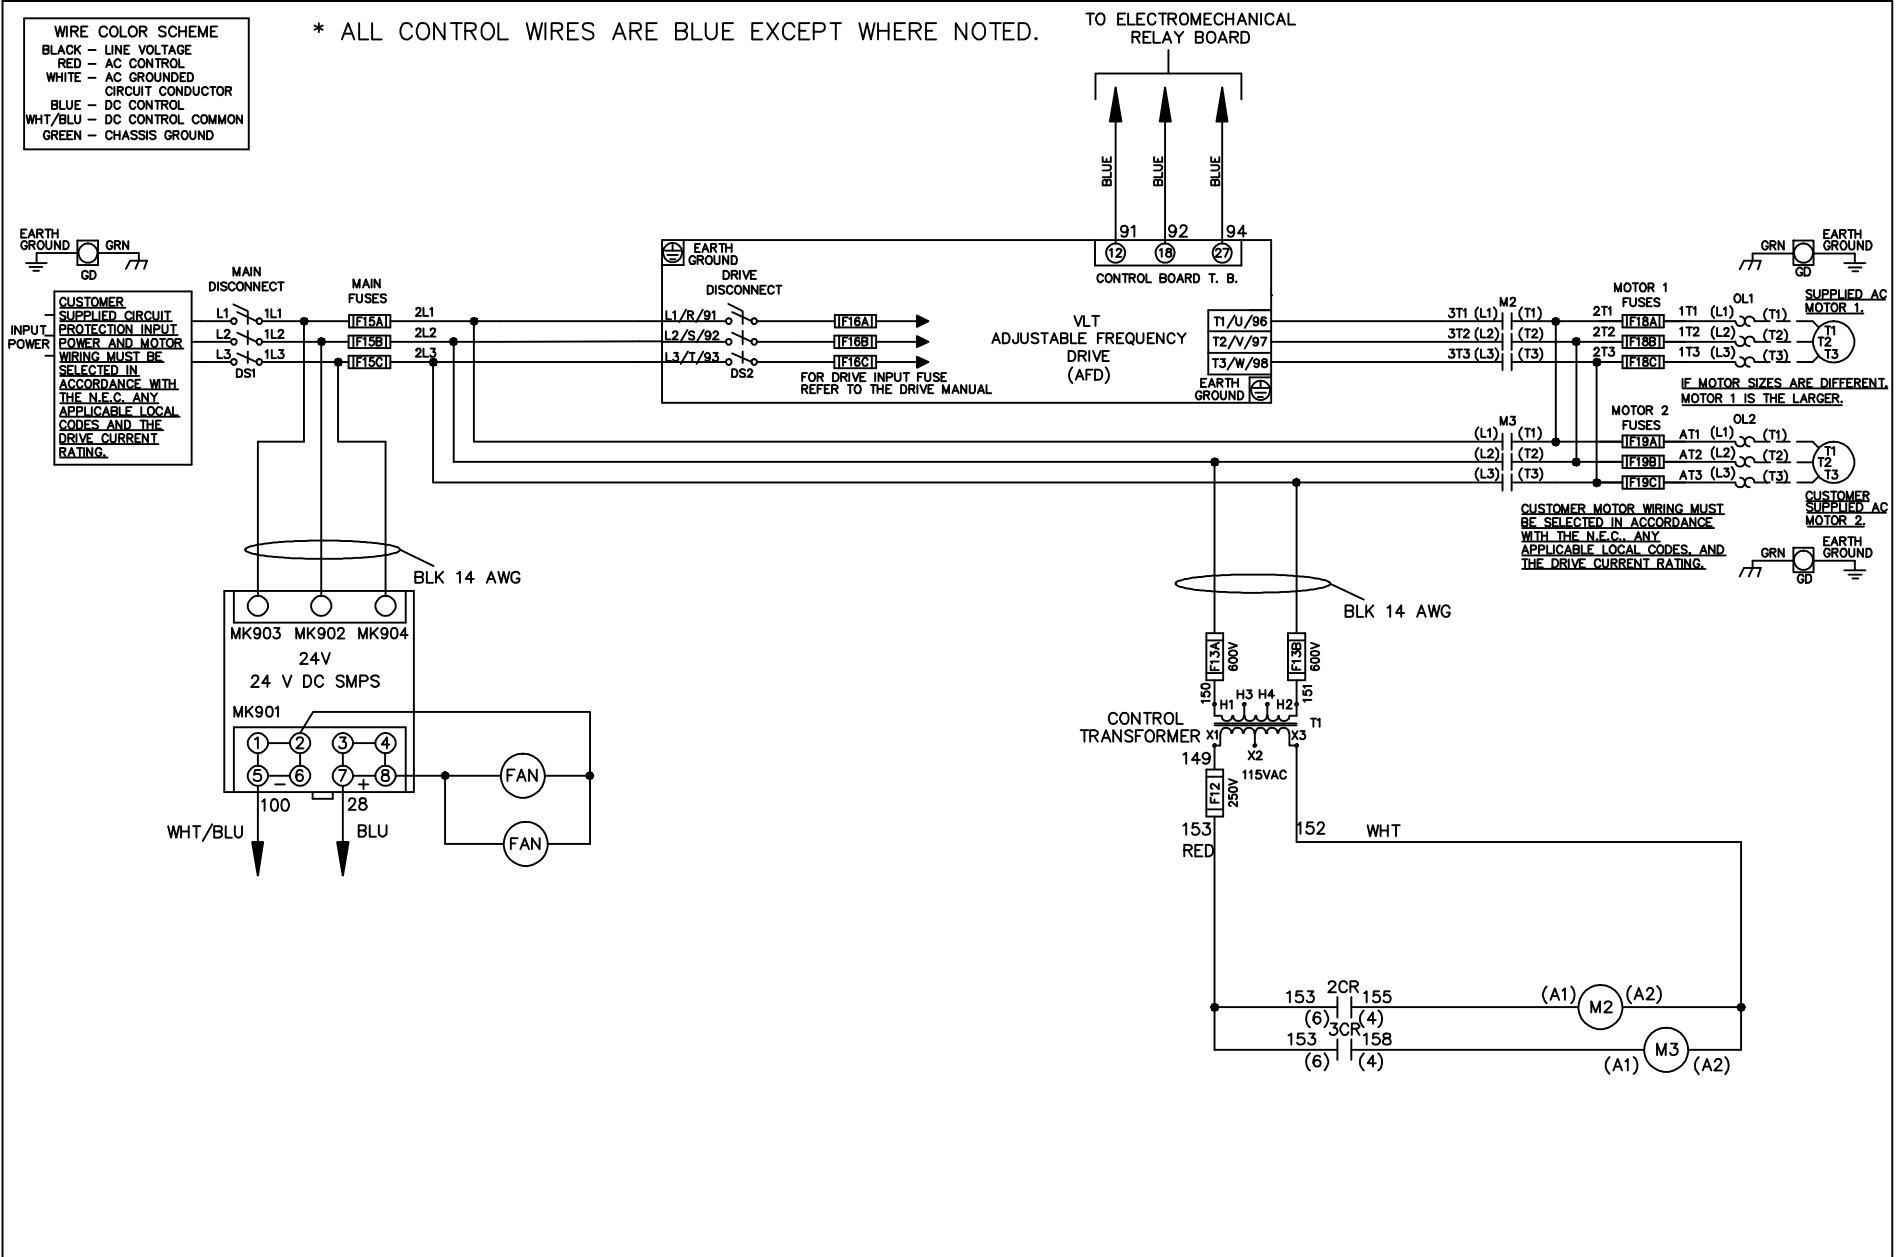 WIRE COLOR SCHEME
BLACK – LINE VOLTAGE
RED – AC CONTROL
WHITE – AC GROUNDED
CIRCUIT CONDUCTOR
BLUE – DC CONTROL
WHT/BLU – DC CONTROL COMMON
GREEN – CHASSIS GROUND
* ALL CONTROL WIRES ARE BLUE EXCEPT WHERE NOTED.
TO ELECTROMECHANICAL
RELAY BOARD
BLUE BLUE BLUE
91 92 94
12 18 27
CONTROL BOARD T. B.
EARTH
GROUND
GRN
GD
INPUT
POWER
CUSTOMER
SUPPLIED CIRCUIT
PROTECTION INPUT
POWER AND MOTOR
WIRING MUST BE
SELECTED IN
ACCORDANCE WITH
THE N.E.C. ANY
APPLICABLE LOCAL
CODES AND THE
DRIVE CURRENT
RATING.
MAIN
DISCONNECT
L1 1L1
L2 1L2
L3 1L3
DS1
MAIN
FUSES
F15A 2L1
F15B 2L2
F15C 2L3
EARTH
GROUND
DRIVE
DISCONNECT
L1/R/91
L2/S/92
L3/T/93
DS2
F16A
F16B
F16C
FOR DRIVE INPUT FUSE
REFER TO THE DRIVE MANUAL
VLT
ADJUSTABLE FREQUENCY
DRIVE
(AFD)
T1/U/96
T2/V/97
T3/W/98
EARTH
GROUND
M2
3T1 (L1) (T1)
3T2 (L2) (T2)
3T3 (L3) (T3)
MOTOR 1
FUSES
2T1 F18A 1T1 (L1) (T1)
2T2 F18B 1T2 (L2) (T2)
2T3 F18C 1T3 (L3) (T3)
OL1
GRN
GD
EARTH
GROUND
SUPPLIED AC
MOTOR 1.
T1
T2
T3
IF MOTOR SIZES ARE DIFFERENT,
MOTOR 1 IS THE LARGER.
M3
(L1) (T1)
(L2) (T2)
(L3) (T3)
MOTOR 2
FUSES
F19A AT1 (L1) (T1)
F19B AT2 (L2) (T2)
F19C AT3 (L3) (T3)
OL2
T1
T2
T3
CUSTOMER
SUPPLIED AC
MOTOR 2.
CUSTOMER MOTOR WIRING MUST
BE SELECTED IN ACCORDANCE
WITH THE N.E.C., ANY
APPLICABLE LOCAL CODES, AND
THE DRIVE CURRENT RATING.
GRN
GD
EARTH
GROUND
BLK 14 AWG
MK903 MK902 MK904
24V
24 V DC SMPS
MK901
1 2 3 4
5 – 6 7 + 8
100 28
WHT/BLU BLU
FAN
FAN
BLK 14 AWG
F13A 600V
F13B 600V
150 151
H1 H3 H4 H2
T1
CONTROL
TRANSFORMER
X1 X2 X3
149
115VAC
F12 250V
153
RED
152 WHT
153 2CR 155 (A1) M2 (A2)
(6) (4)
153 3CR 158 M3
(6) (4) (A1) (A2)